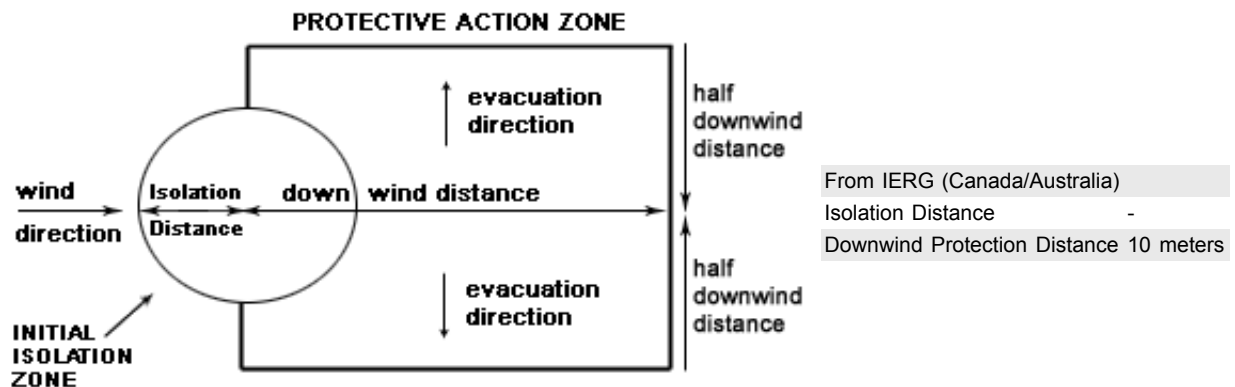 PROTECTIVE ACTION ZONE
evacuation
direction
half
downwind
distance
wind
direction
Isolation
Distance
down wind distance
evacuation
direction
half
downwind
distance
INITIAL
ISOLATION
ZONE
From IERG (Canada/Australia)
Isolation Distance -
Downwind Protection Distance 10 meters